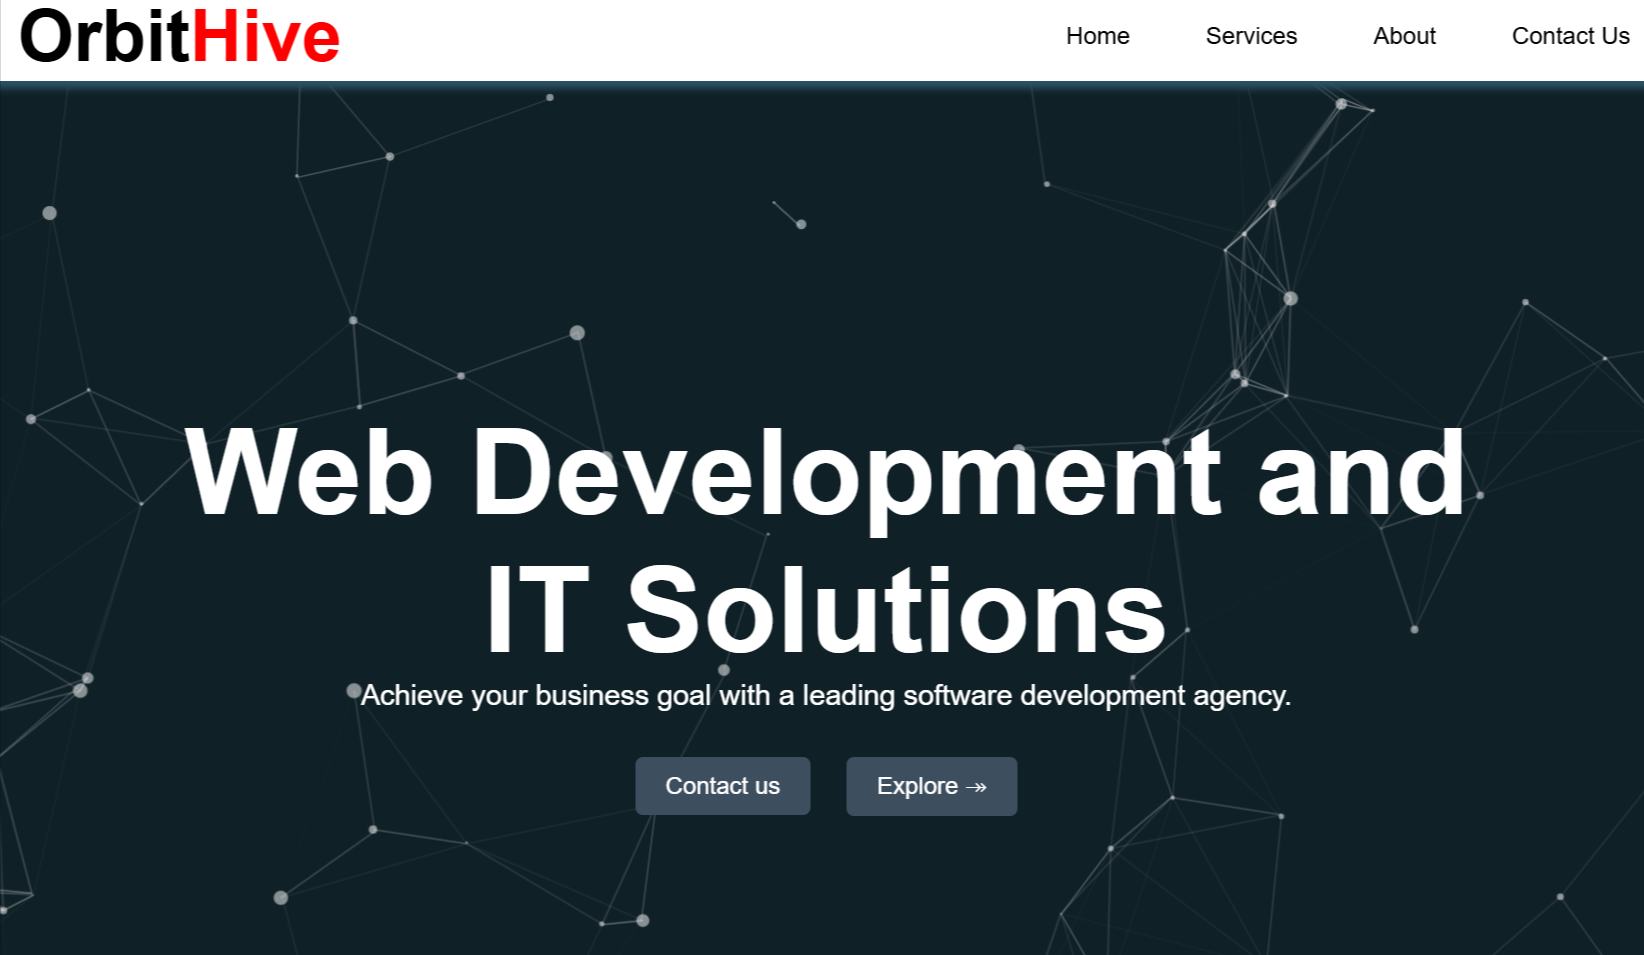 OrbitHive
Home Services About Contact Us
Web Development and
IT Solutions
Achieve your business goal with a leading software development agency.
Contact us Explore ↠